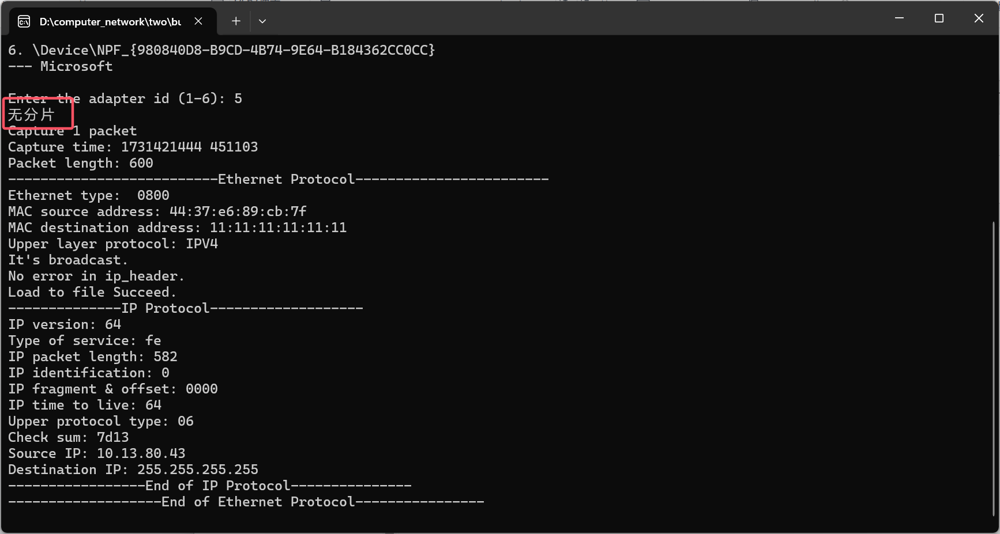 D:\computer_network\two\bu
6. \Device\NPF_{980840D8-B9CD-4B74-9E64-B184362CC0CC}
--- Microsoft
Enter the adapter id (1-6): 5
无分片
Capture 1 packet
Capture time: 1731421444 451103
Packet length: 600
--------------------------Ethernet Protocol------------------------
Ethernet type:  0800
MAC source address: 44:37:e6:89:cb:7f
MAC destination address: 11:11:11:11:11:11
Upper layer protocol: IPV4
It's broadcast.
No error in ip_header.
Load to file Succeed.
--------------IP Protocol-------------------
IP version: 64
Type of service: fe
IP packet length: 582
IP identification: 0
IP fragment & offset: 0000
IP time to live: 64
Upper protocol type: 06
Check sum: 7d13
Source IP: 10.13.80.43
Destination IP: 255.255.255.255
-----------------End of IP Protocol---------------
-------------------End of Ethernet Protocol----------------